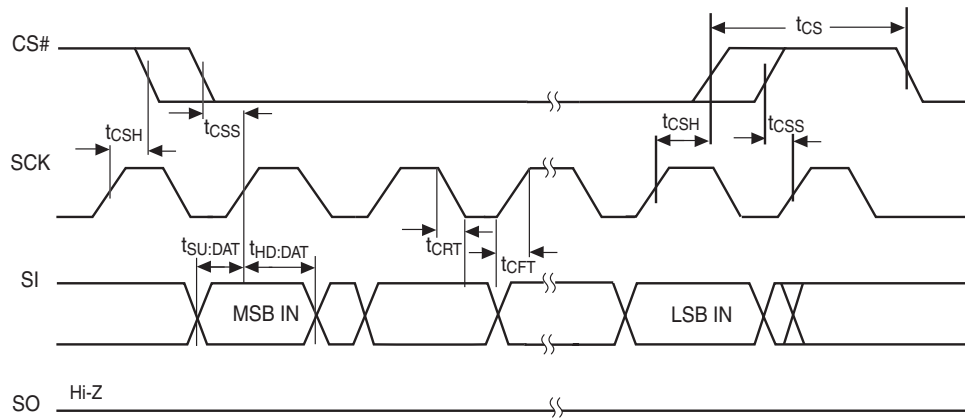 CS#
tCS
tCSH
tCSS
tCSH
tCSS
SCK
tSU:DAT
tHD:DAT
tCRT
tCFT
SI
MSB IN
LSB IN
Hi-Z
SO